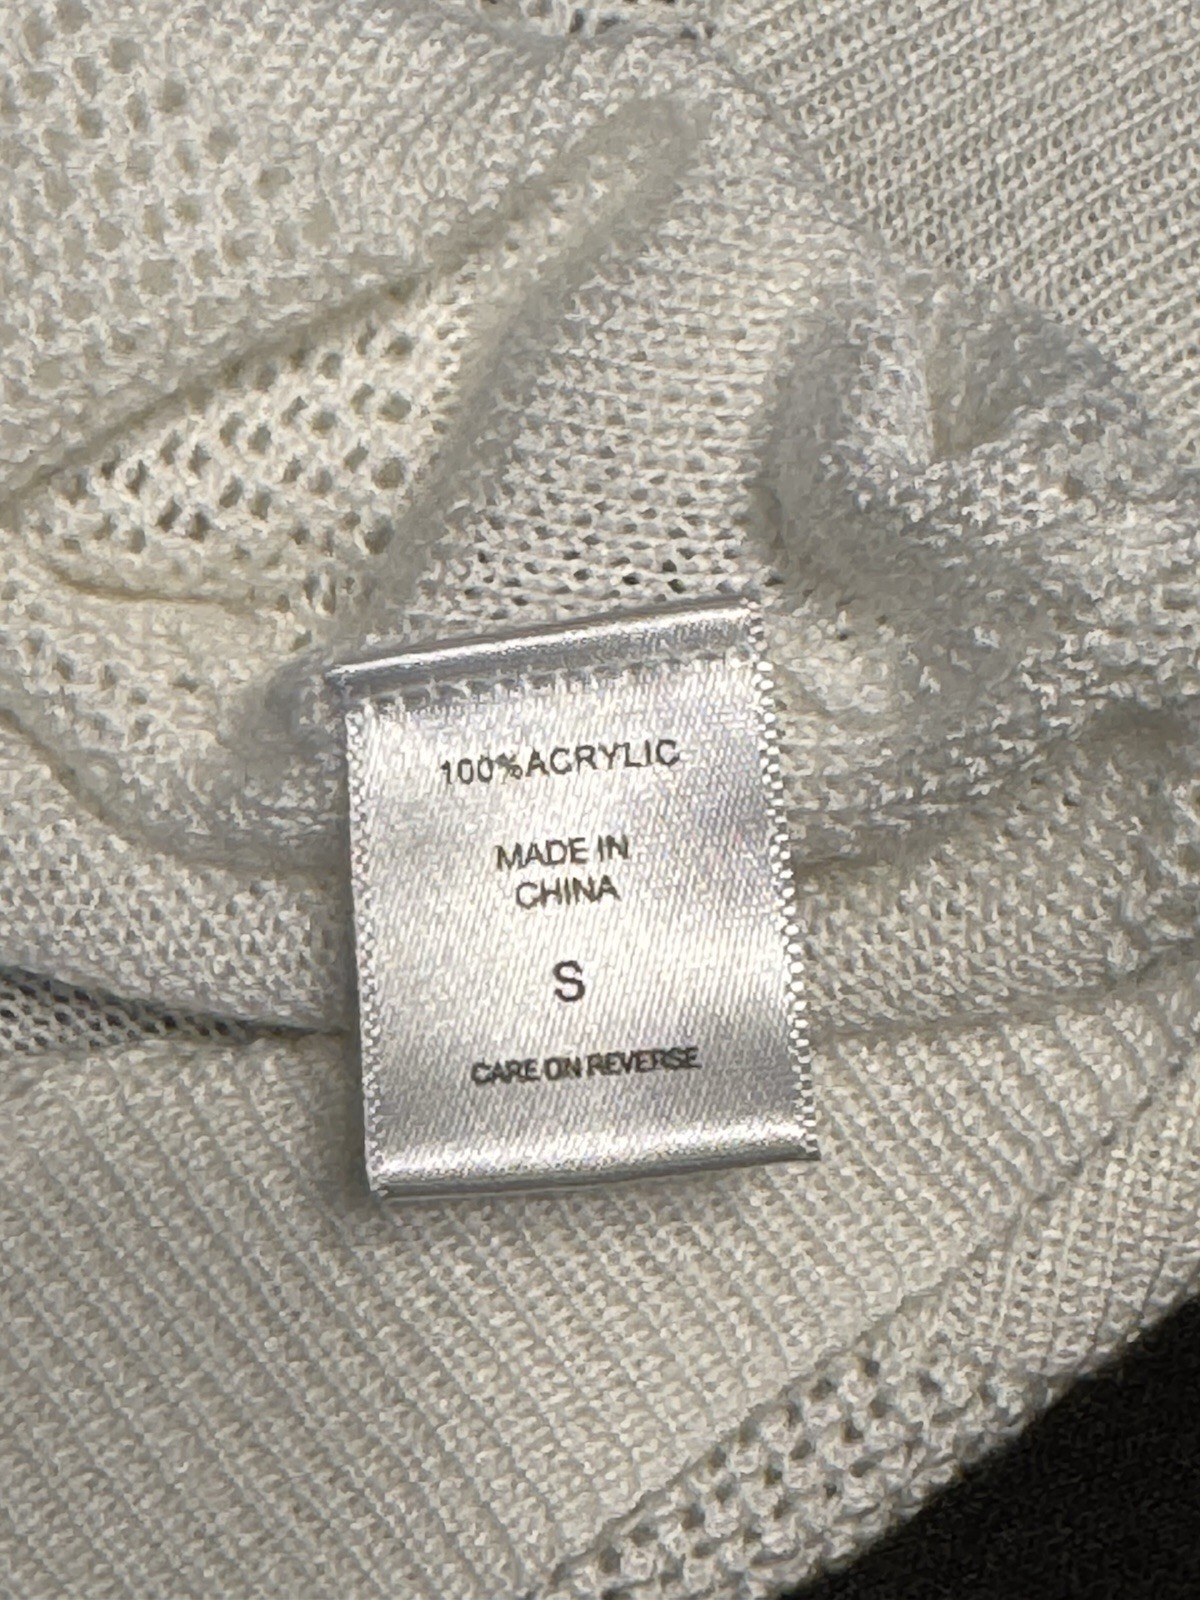 100%ACRYLIC
MADE IN
CHINA
S
CARE ON REVERSE